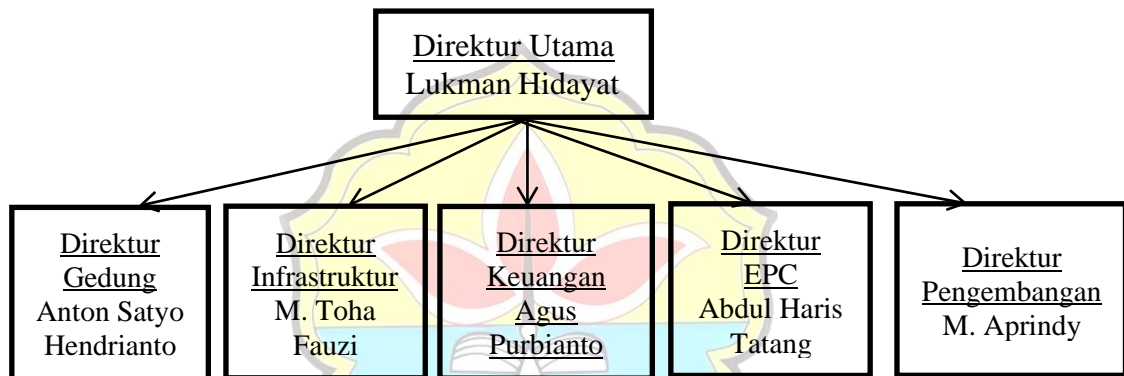 Direktur Utama
Lukman Hidayat
Direktur
Gedung
Anton Satyo
Hendrianto
Direktur
Infrastruktur
M. Toha
Fauzi
Direktur
Keuangan
Agus
Purbianto
Direktur
EPC
Abdul Haris
Tatang
Direktur
Pengembangan
M. Aprindy